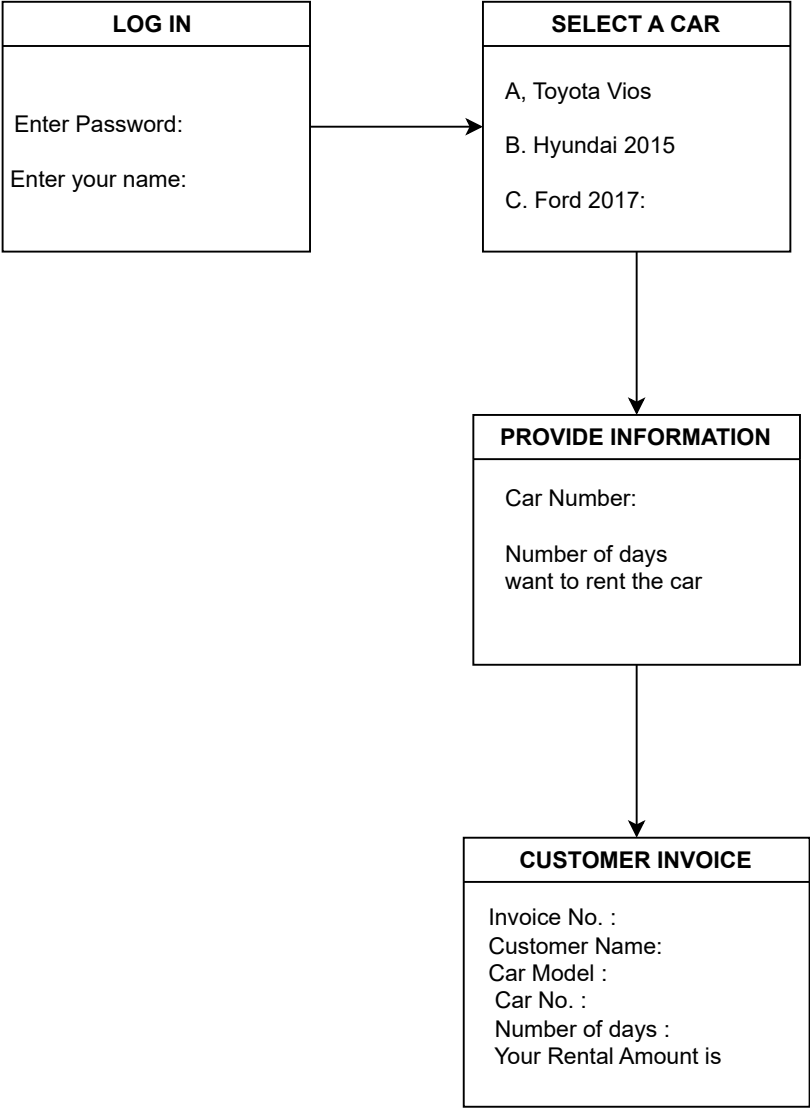 LOG IN
Enter Password:
Enter your name:
SELECT A CAR
A, Toyota Vios
B. Hyundai 2015
C. Ford 2017:
PROVIDE INFORMATION
Car Number:
Number of days
want to rent the car
CUSTOMER INVOICE
Invoice No. :
Customer Name:
Car Model :
Car No. :
Number of days :
Your Rental Amount is